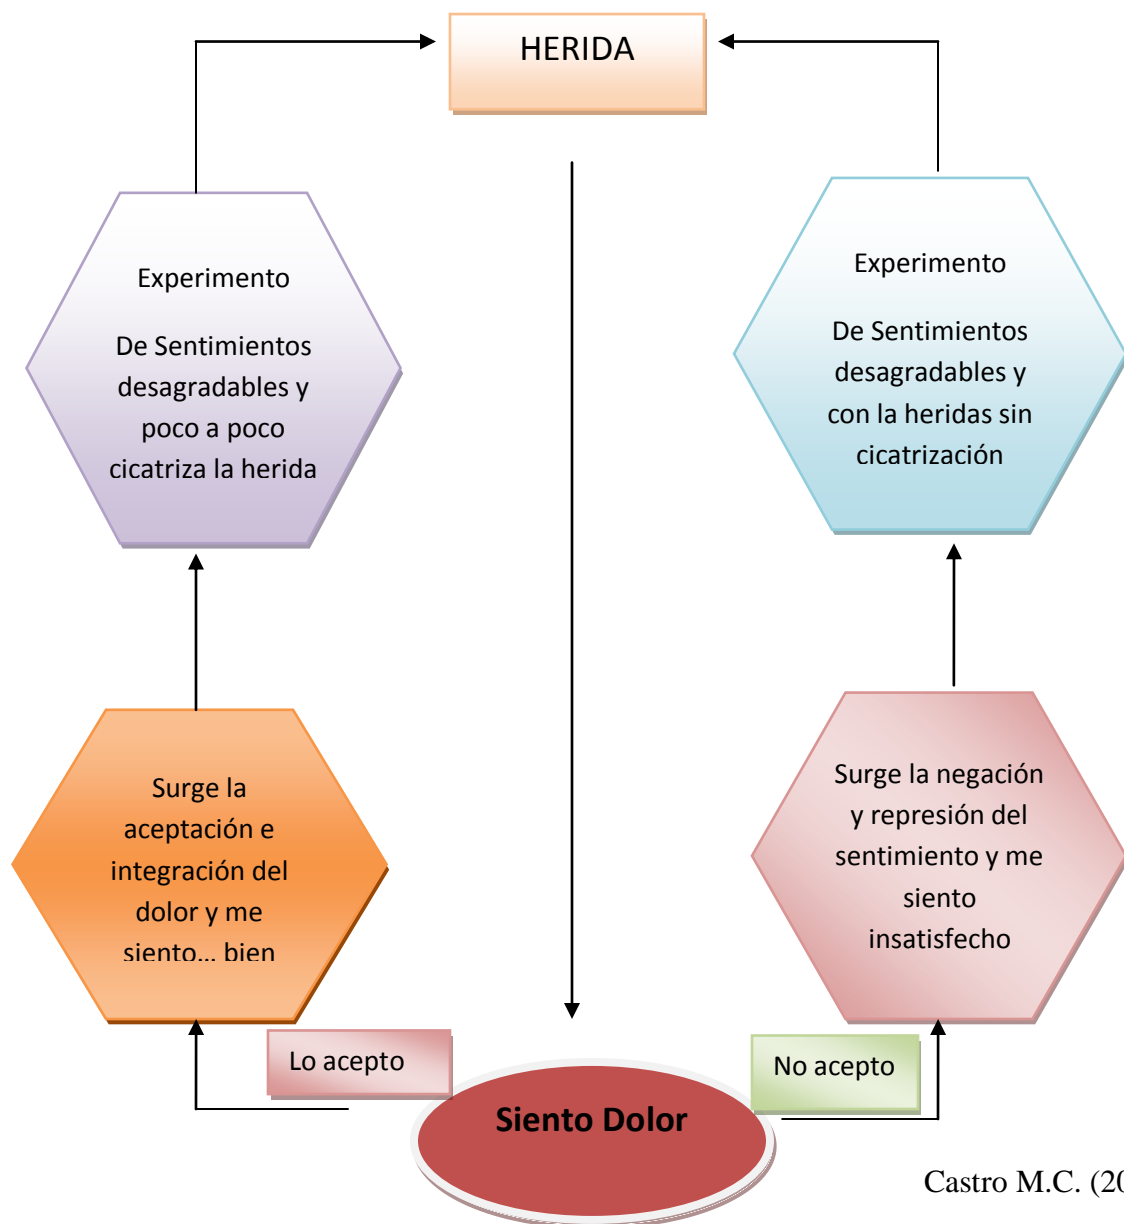 HERIDA
Experimento
De Sentimientos
desagradables y
poco a poco
cicatriza la herida
Experimento
De Sentimientos
desagradables y
con la heridas sin
cicatrización
Surge la
aceptación e
integración del
dolor y me
siento... bien
Surge la negación
y represión del
sentimiento y me
siento
insatisfecho
Lo acepto
No acepto
Siento Dolor
Castro M.C. (20